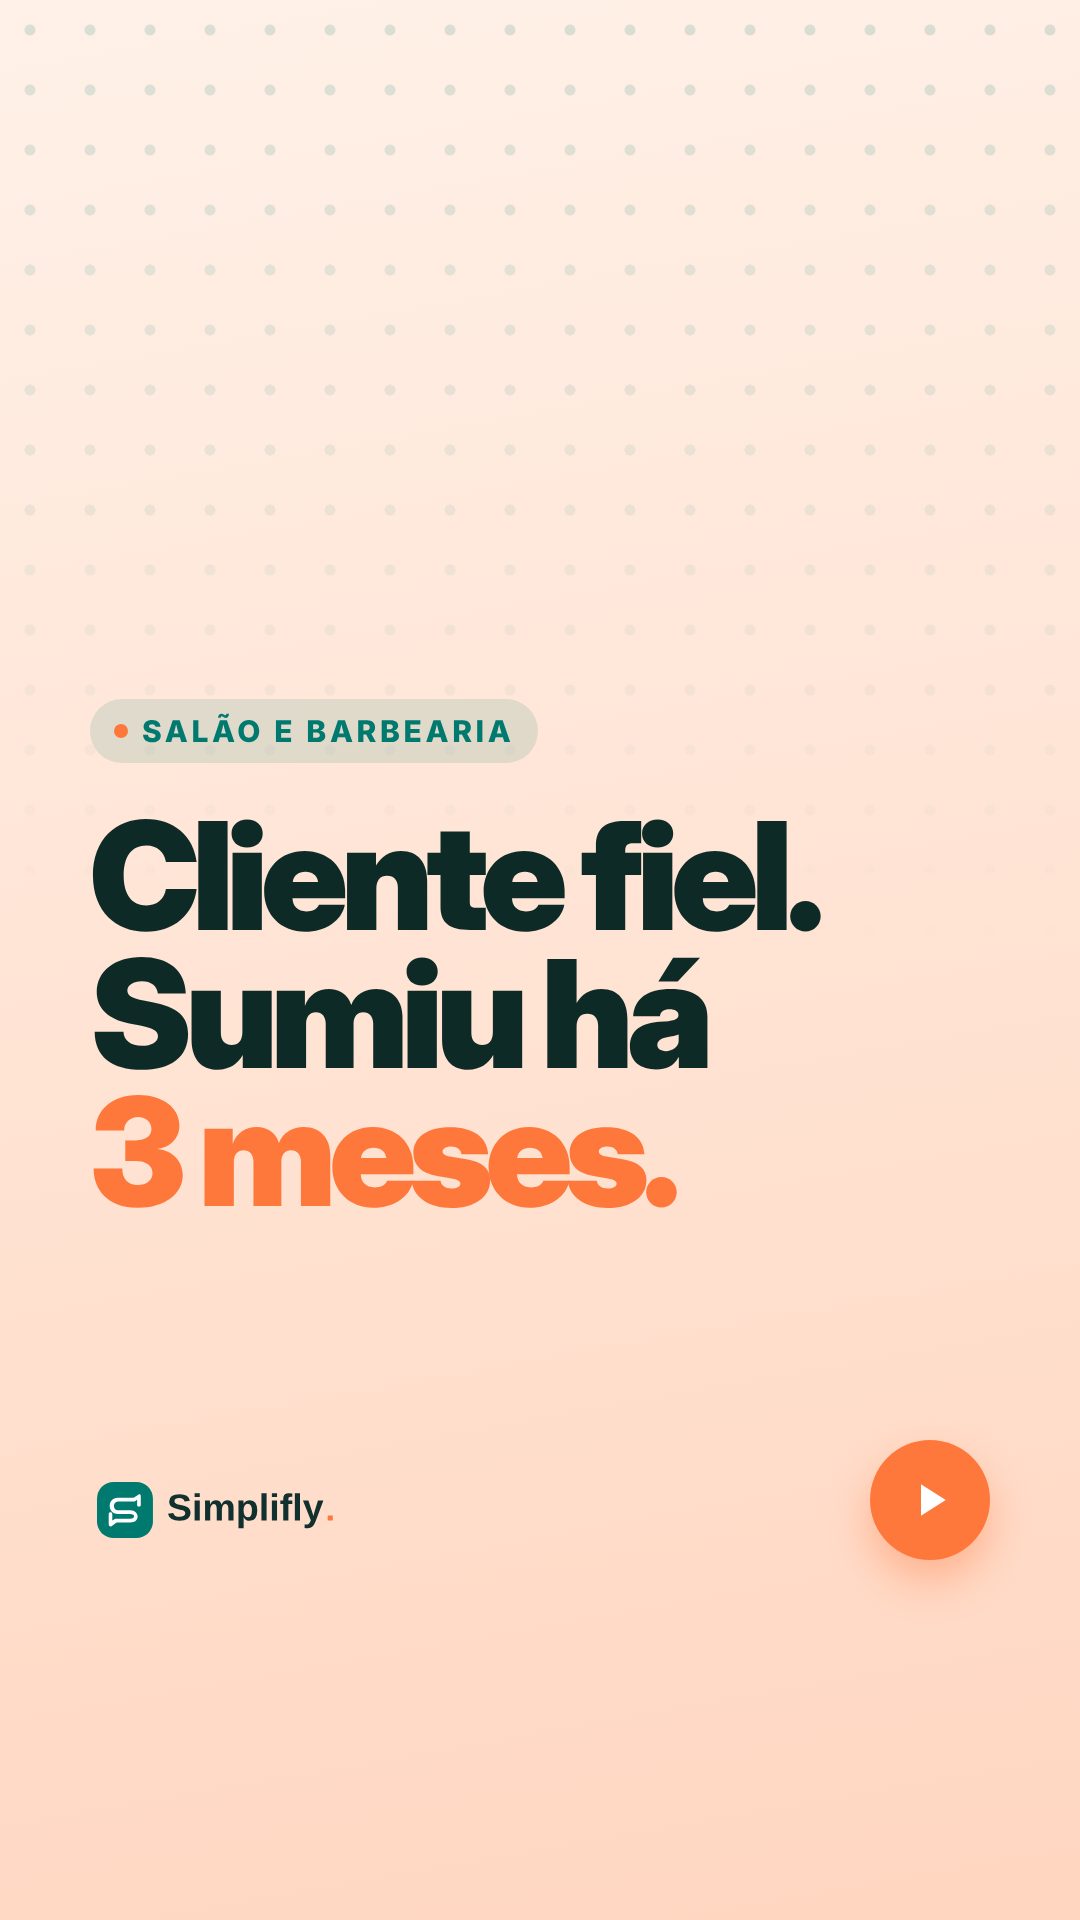 SALÃO E BARBEARIA
Cliente fiel.
Sumiu há
3 meses.
Simplifly.